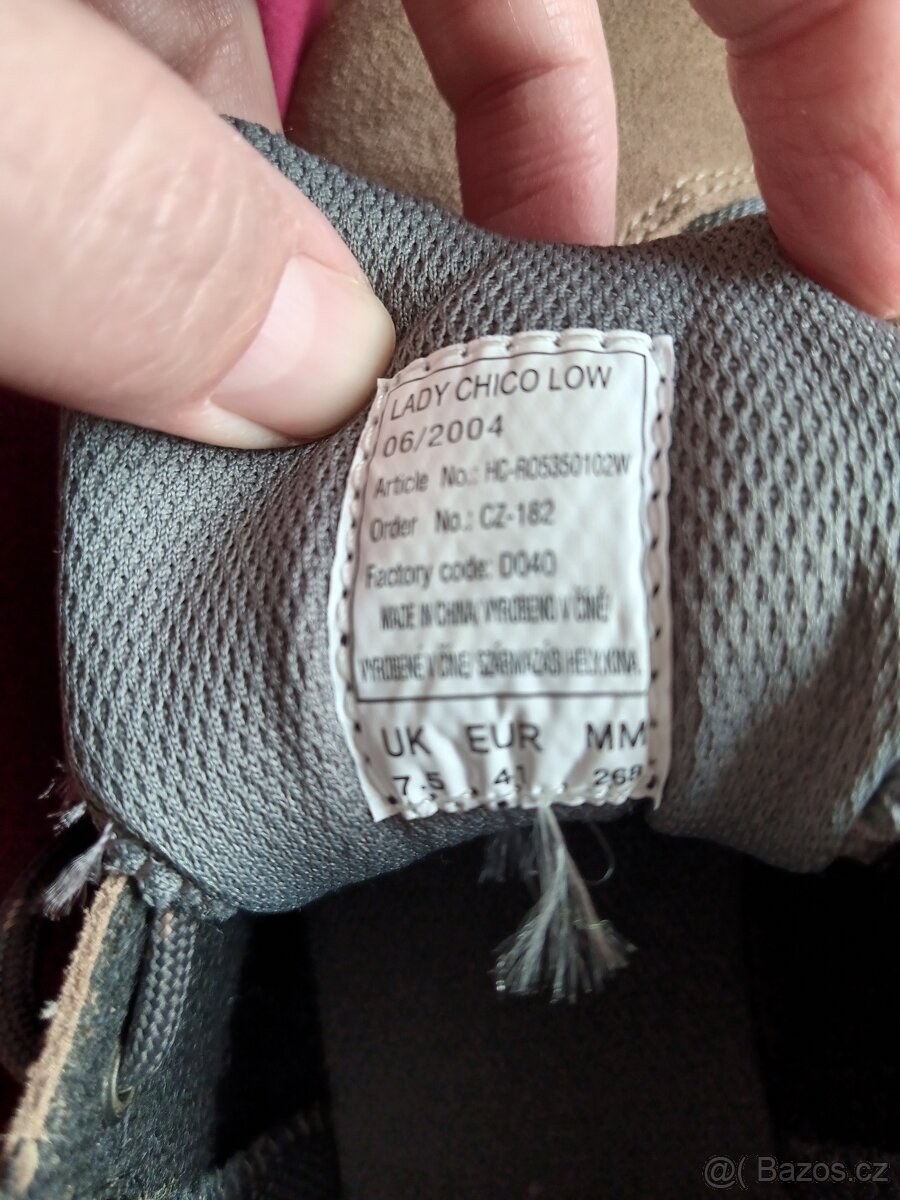 LADY CHICO LOW
06/2004
Article No.: HC-RO5350102W
Order No.: CZ-182
Factory code: D040
MADE IN CHINA/ VYROBENO V ČÍNĚ/
VYROBENÉ V ČÍNE/ SZÁRMAZÁSI HELY: KÍNA
UK EUR MM
7.5 41 268
@( Bazos.cz